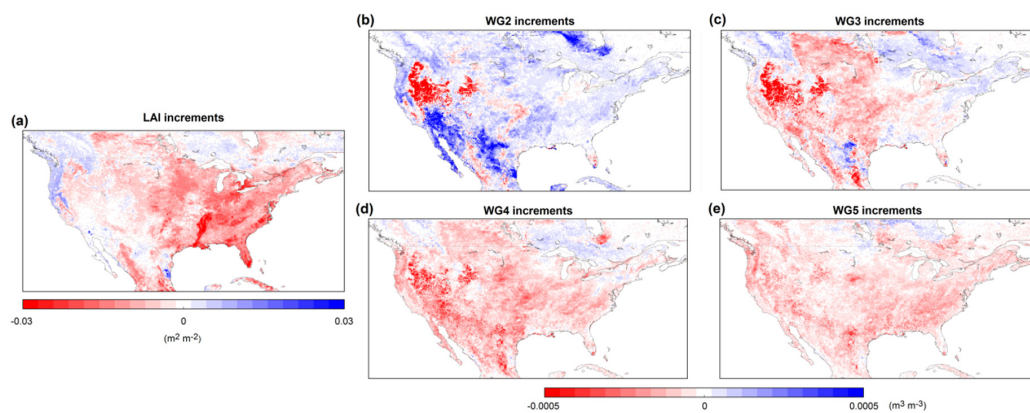 (a)
LAI increments
-0.03
0
0.03
(m² m⁻²)
(b)
WG2 increments
(c)
WG3 increments
(d)
WG4 increments
(e)
WG5 increments
-0.0005
0
0.0005
(m³ m⁻³)